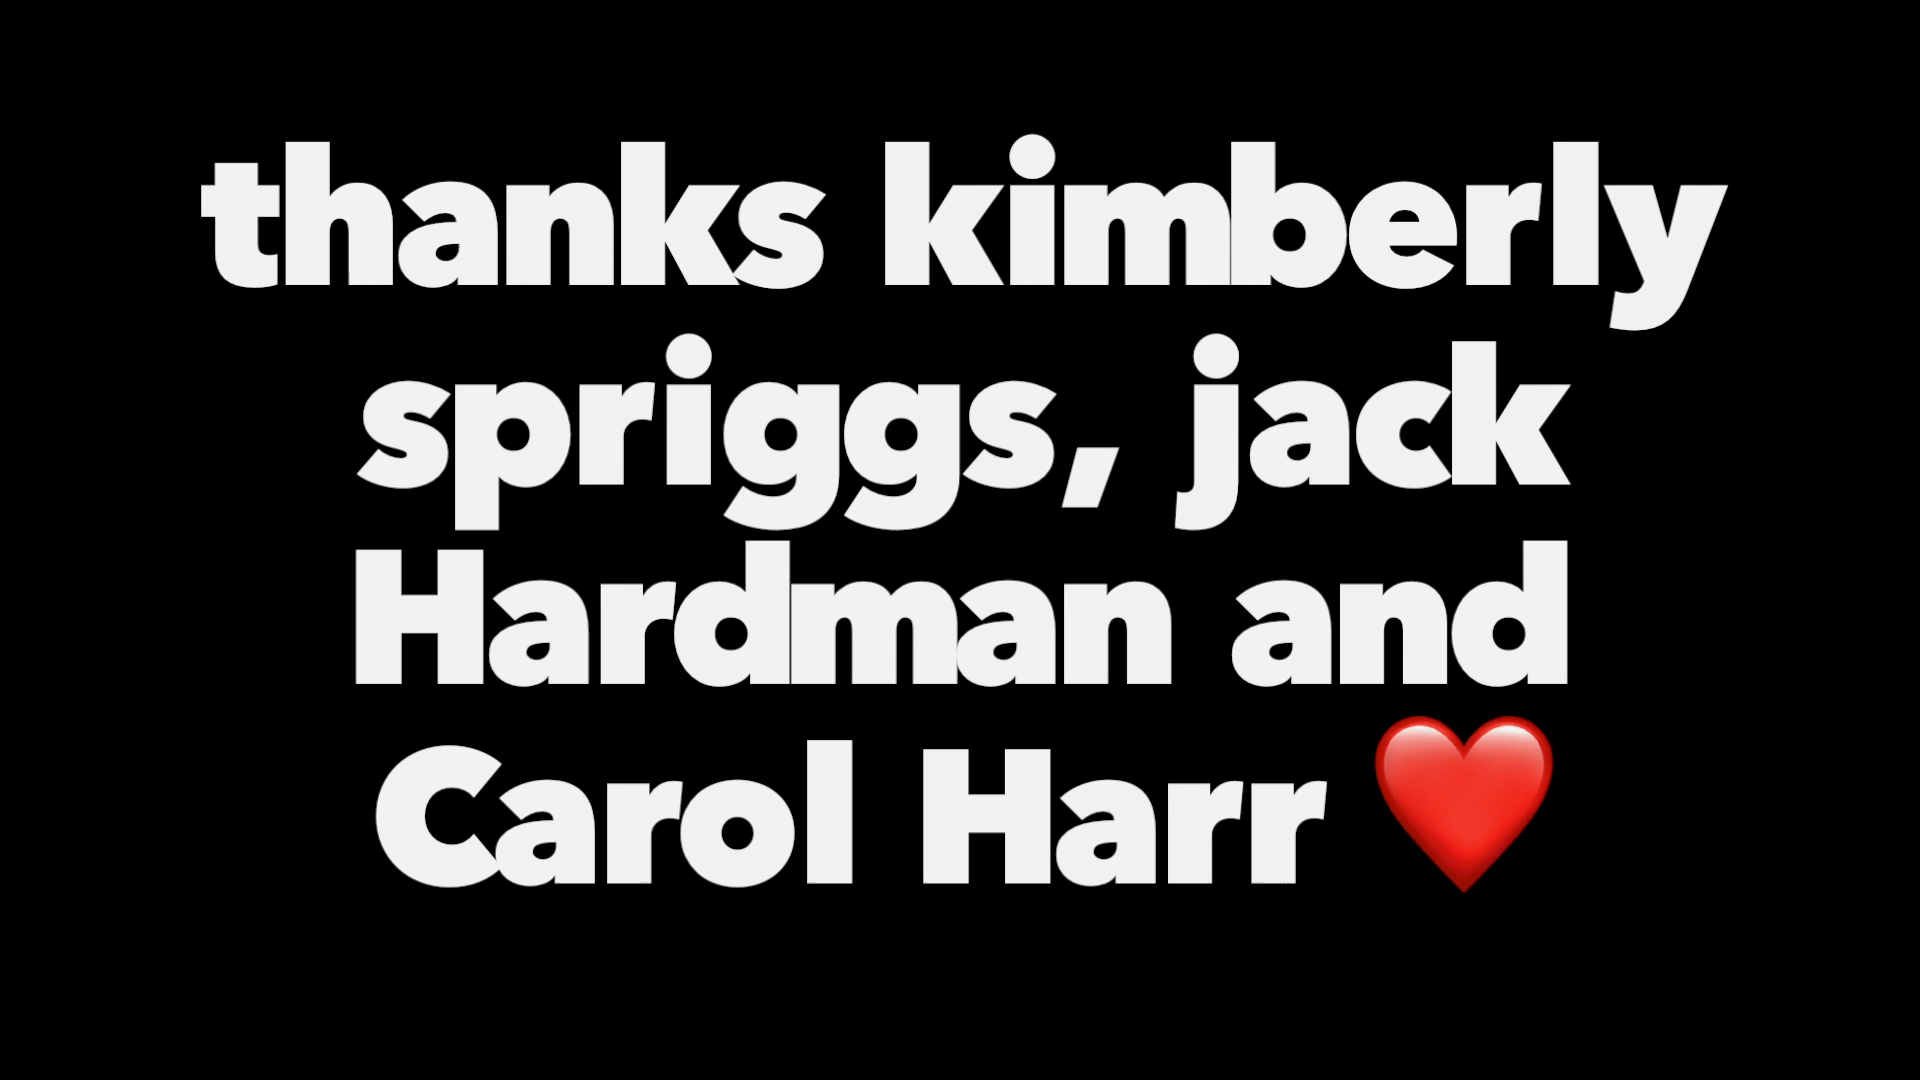 thanks kimberly
spriggs, jack
Hardman and
Carol Harr ❤️